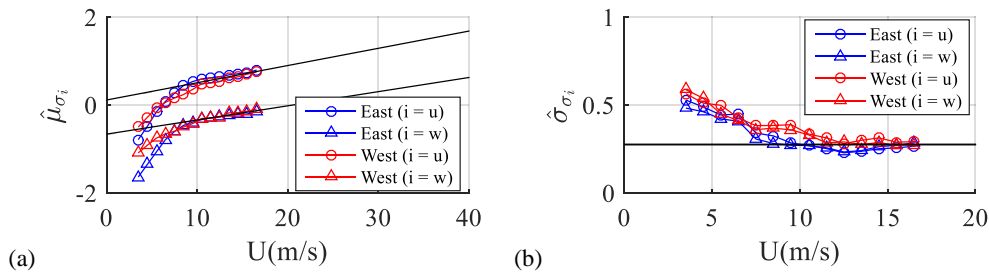 2
0
-2
0
10
20
30
40
μ̂σᵢ
U(m/s)
East (i = u)
East (i = w)
West (i = u)
West (i = w)
(a)
1
0.5
0
0
5
10
15
20
σ̂σᵢ
U(m/s)
East (i = u)
East (i = w)
West (i = u)
West (i = w)
(b)